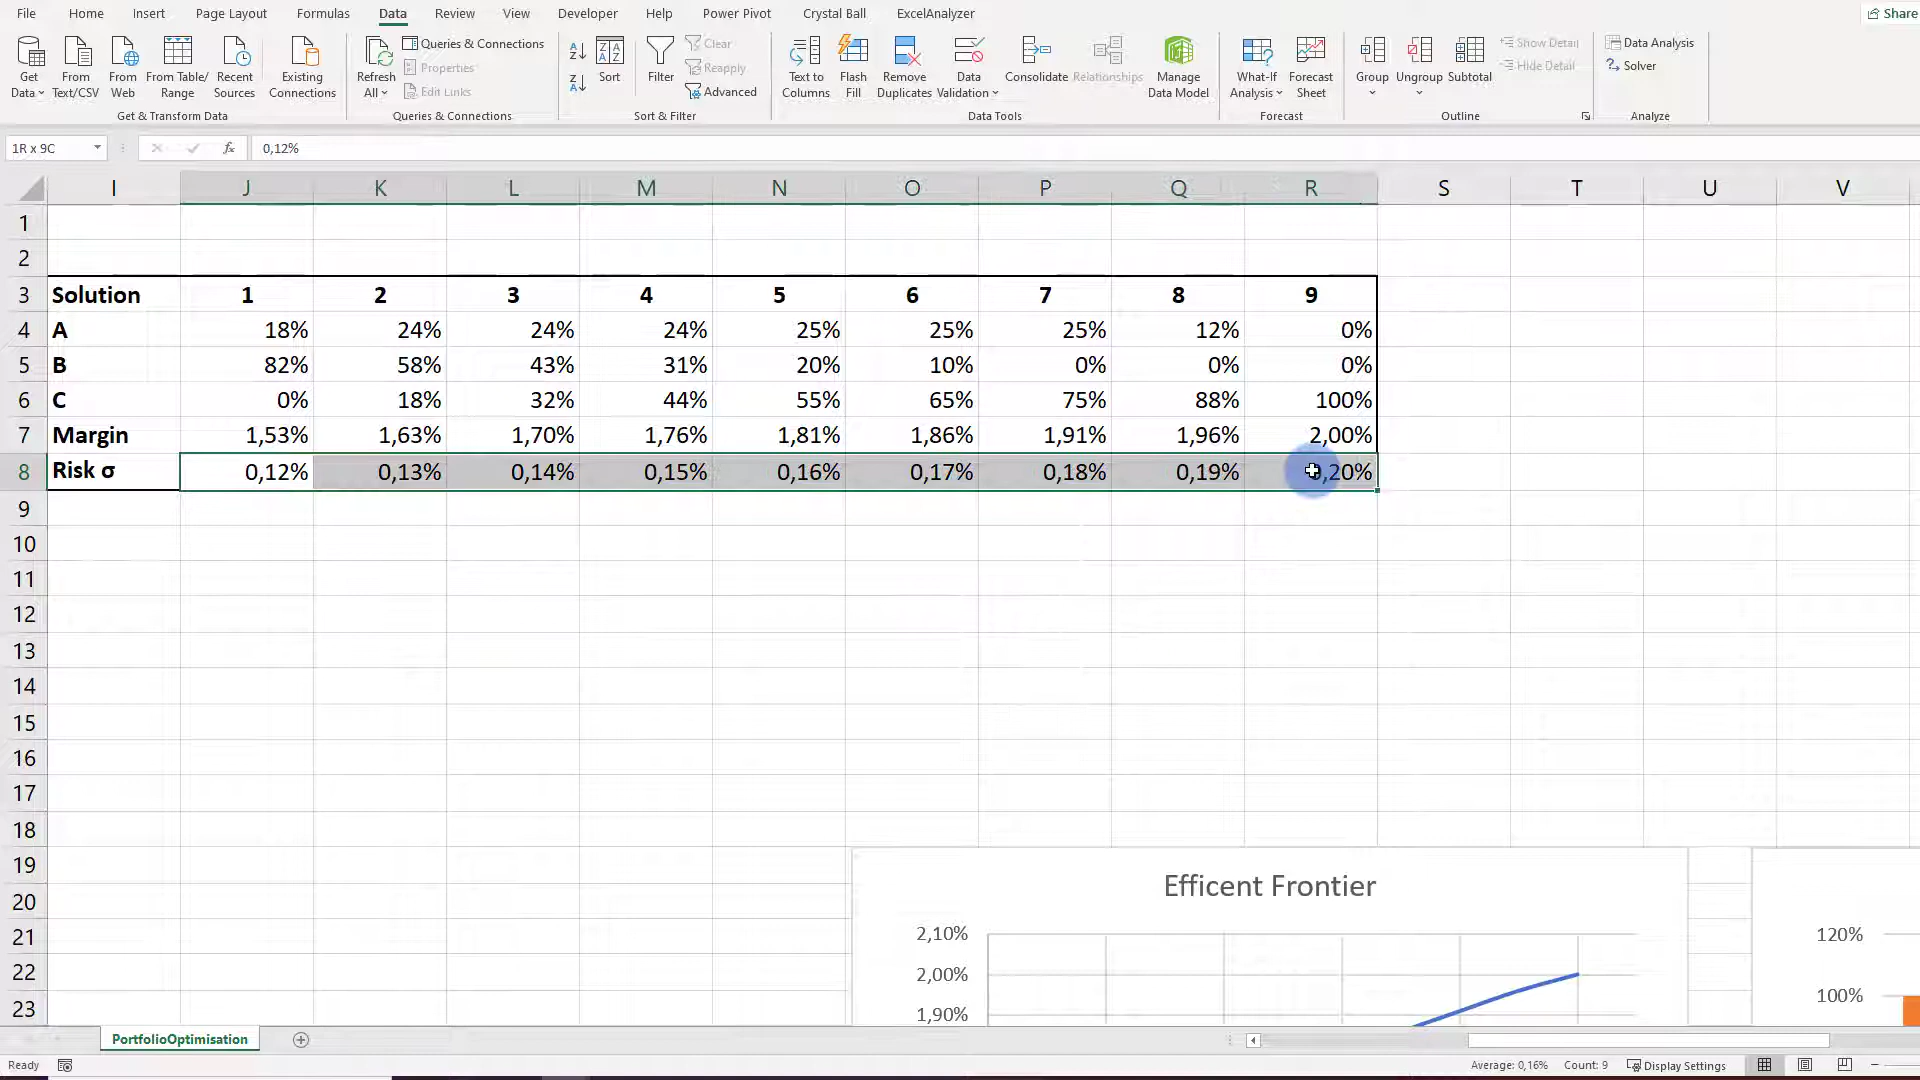 File Home Insert Page Layout Formulas Data Review View Developer Help Power Pivot Crystal Ball ExcelAnalyzer Share
Get Data
From Text/CSV
From Web
From Table/ Range
Recent Sources
Existing Connections
Get & Transform Data
Refresh All
Queries & Connections
Properties
Edit Links
Queries & Connections
Sort
Filter
Clear
Reapply
Advanced
Sort & Filter
Text to Columns
Flash Fill
Remove Duplicates
Data Validation
Consolidate
Relationships
Manage Data Model
Data Tools
What-If Analysis
Forecast Sheet
Forecast
Group
Ungroup
Subtotal
Show Detail
Hide Detail
Outline
Data Analysis
Solver
Analyze
1R x 9C fx 0,12%
I J K L M N O P Q R S T U V
1
2
3 Solution 1 2 3 4 5 6 7 8 9
4 A 18% 24% 24% 24% 25% 25% 25% 12% 0%
5 B 82% 58% 43% 31% 20% 10% 0% 0% 0%
6 C 0% 18% 32% 44% 55% 65% 75% 88% 100%
7 Margin 1,53% 1,63% 1,70% 1,76% 1,81% 1,86% 1,91% 1,96% 2,00%
8 Risk σ 0,12% 0,13% 0,14% 0,15% 0,16% 0,17% 0,18% 0,19% 0,20%
9
10
11
12
13
14
15
16
17
18
19
20
21
22
23
Efficent Frontier
2,10%
2,00%
1,90%
120%
100%
PortfolioOptimisation
Ready Average: 0,16% Count: 9 Display Settings